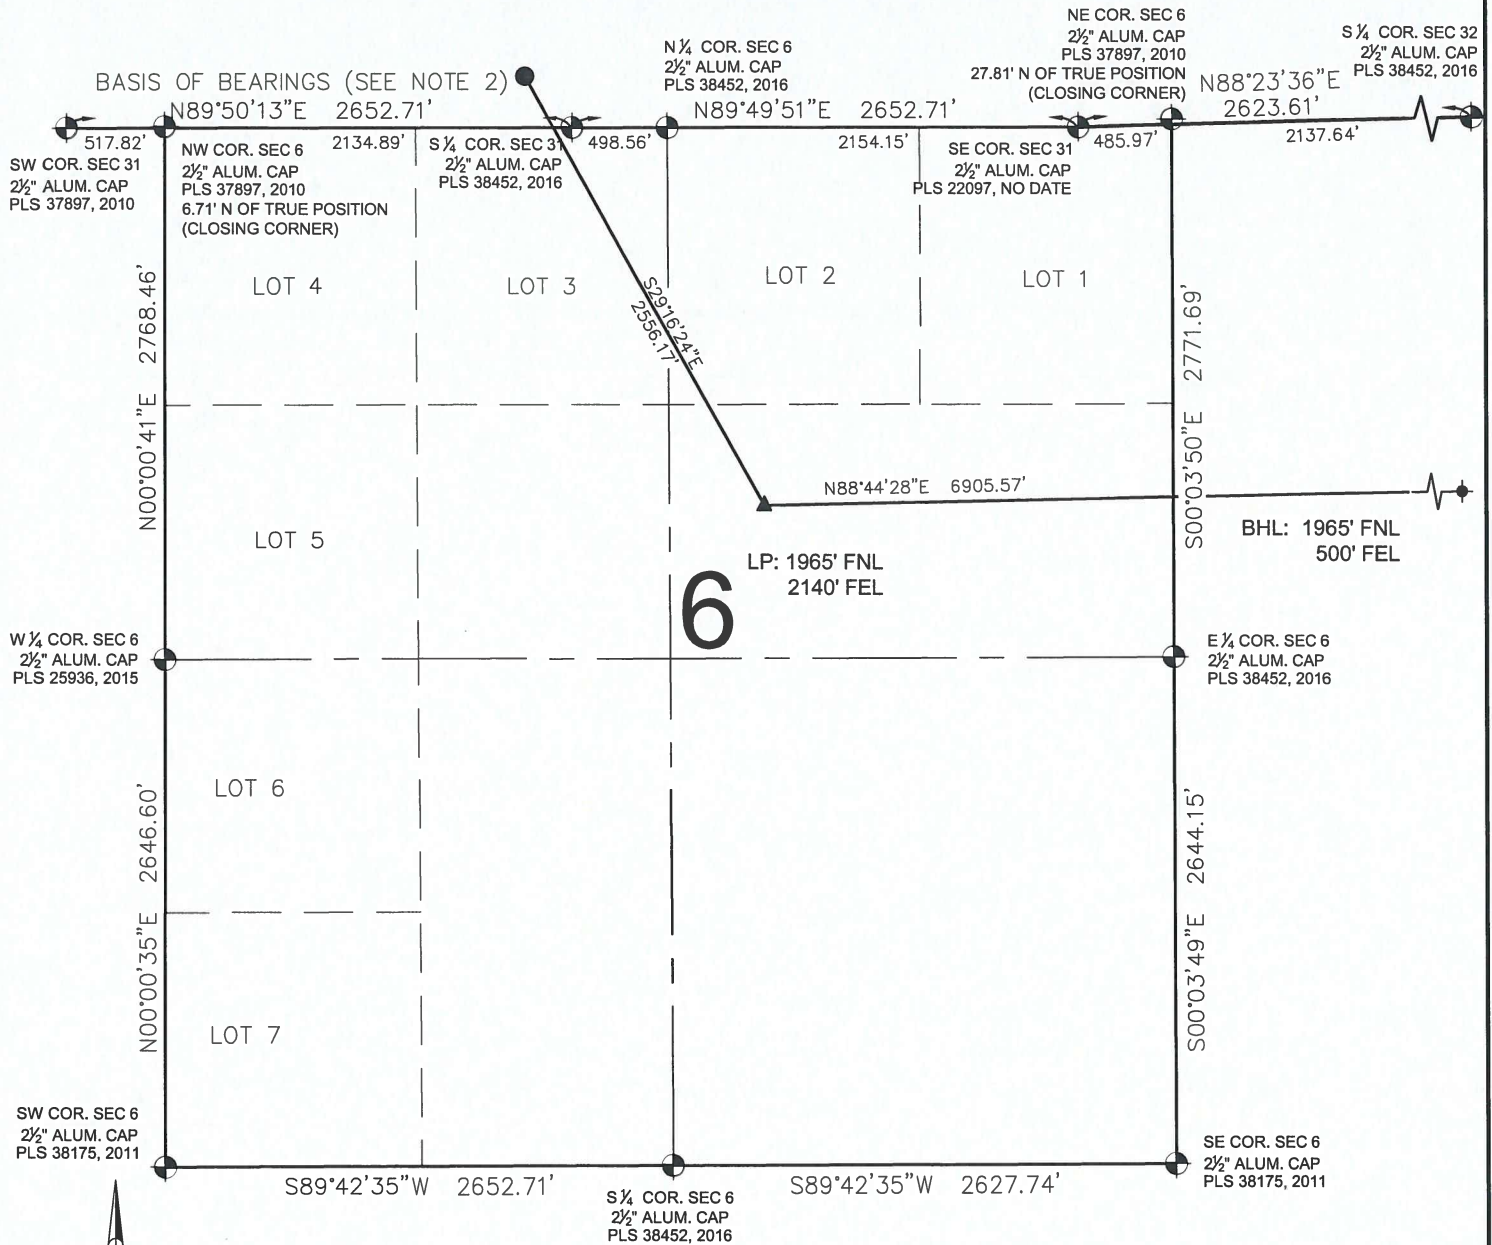 NE COR. SEC 6
2½" ALUM. CAP
PLS 37897, 2010
27.81' N OF TRUE POSITION
(CLOSING CORNER)
S ¼ COR. SEC 32
2½" ALUM. CAP
PLS 38452, 2016
N ¼ COR. SEC 6
2½" ALUM. CAP
PLS 38452, 2016
BASIS OF BEARINGS (SEE NOTE 2)
N89°50'13"E 2652.71'
N89°49'51"E 2652.71'
N88°23'36"E
2623.61'
517.82'
2134.89'
498.56'
2154.15'
485.97'
2137.64'
SW COR. SEC 31
2½" ALUM. CAP
PLS 37897, 2010
NW COR. SEC 6
2½" ALUM. CAP
PLS 37897, 2010
6.71' N OF TRUE POSITION
(CLOSING CORNER)
S ¼ COR. SEC 31
2½" ALUM. CAP
PLS 38452, 2016
SE COR. SEC 31
2½" ALUM. CAP
PLS 22097, NO DATE
LOT 4
LOT 3
LOT 2
LOT 1
N00°00'41"E 2768.46'
S29°16'24"E
2556.17'
S00°03'50"E 2771.69'
N88°44'28"E 6905.57'
LOT 5
LP: 1965' FNL
2140' FEL
BHL: 1965' FNL
500' FEL
6
W ¼ COR. SEC 6
2½" ALUM. CAP
PLS 25936, 2015
E ¼ COR. SEC 6
2½" ALUM. CAP
PLS 38452, 2016
LOT 6
N00°00'35"E 2646.60'
S00°03'49"E 2644.15'
LOT 7
SW COR. SEC 6
2½" ALUM. CAP
PLS 38175, 2011
SE COR. SEC 6
2½" ALUM. CAP
PLS 38175, 2011
S89°42'35"W 2652.71'
S89°42'35"W 2627.74'
S ¼ COR. SEC 6
2½" ALUM. CAP
PLS 38452, 2016